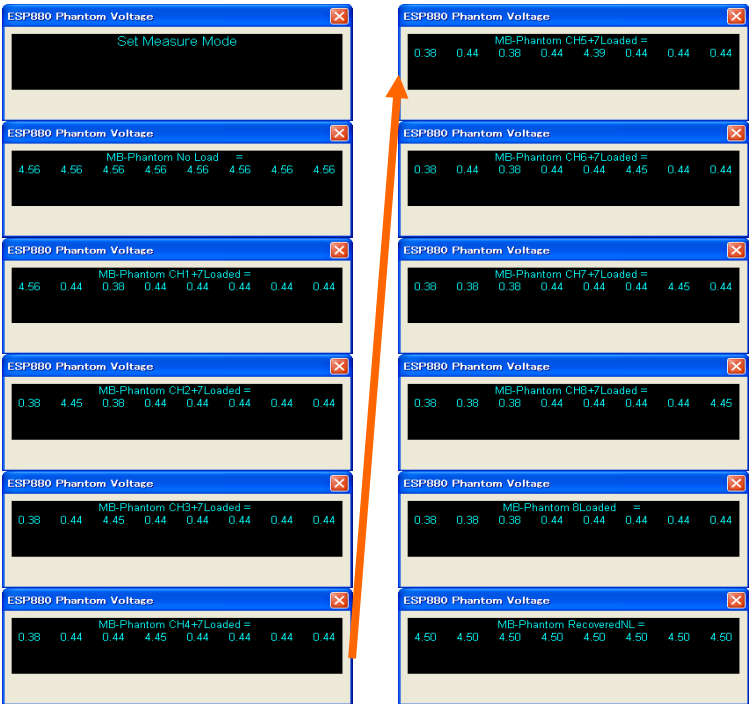 ESP880 Phantom Voltage
Set Measure Mode
ESP880 Phantom Voltage
MB-Phantom No Load =
4.56 4.56 4.56 4.56 4.56 4.56 4.56 4.56
ESP880 Phantom Voltage
MB-Phantom CH1+7Loaded =
4.56 0.44 0.38 0.44 0.44 0.44 0.44 0.44
ESP880 Phantom Voltage
MB-Phantom CH2+7Loaded =
0.38 4.45 0.38 0.44 0.44 0.44 0.44 0.44
ESP880 Phantom Voltage
MB-Phantom CH3+7Loaded =
0.38 0.44 4.45 0.44 0.44 0.44 0.44 0.44
ESP880 Phantom Voltage
MB-Phantom CH4+7Loaded =
0.38 0.44 0.44 4.45 0.44 0.44 0.44 0.44
ESP880 Phantom Voltage
MB-Phantom CH5+7Loaded =
0.38 0.44 0.38 0.44 4.39 0.44 0.44 0.44
ESP880 Phantom Voltage
MB-Phantom CH6+7Loaded =
0.38 0.44 0.38 0.44 0.44 4.45 0.44 0.44
ESP880 Phantom Voltage
MB-Phantom CH7+7Loaded =
0.38 0.38 0.38 0.44 0.44 0.44 4.45 0.44
ESP880 Phantom Voltage
MB-Phantom CH8+7Loaded =
0.38 0.38 0.38 0.44 0.44 0.44 0.44 4.45
ESP880 Phantom Voltage
MB-Phantom 8Loaded =
0.38 0.38 0.38 0.44 0.44 0.44 0.44 0.44
ESP880 Phantom Voltage
MB-Phantom RecoveredNL =
4.50 4.50 4.50 4.50 4.50 4.50 4.50 4.50